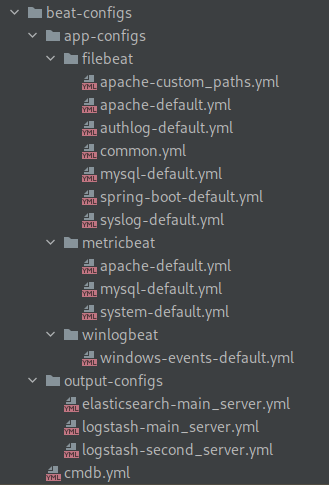 beat-configs
app-configs
filebeat
apache-custom_paths.yml
apache-default.yml
authlog-default.yml
common.yml
mysql-default.yml
spring-boot-default.yml
syslog-default.yml
metricbeat
apache-default.yml
mysql-default.yml
system-default.yml
winlogbeat
windows-events-default.yml
output-configs
elasticsearch-main_server.yml
logstash-main_server.yml
logstash-second_server.yml
cmdb.yml